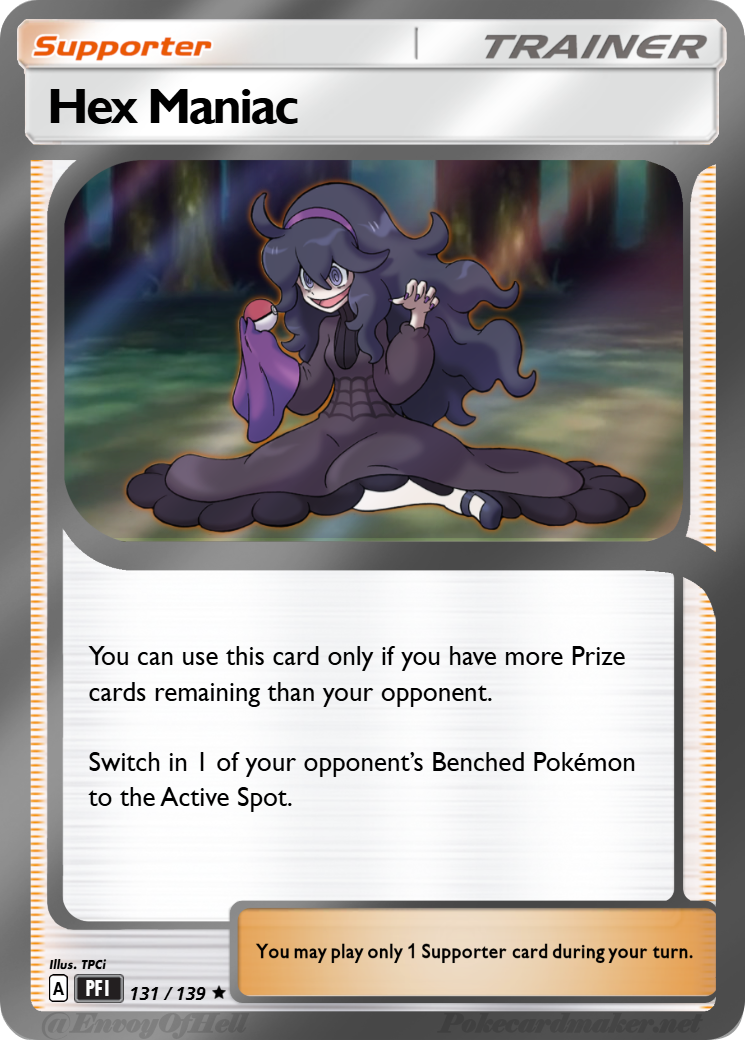 Supporter
TRAINER
Hex Maniac
You can use this card only if you have more Prize
cards remaining than your opponent.
Switch in 1 of your opponent’s Benched Pokémon
to the Active Spot.
You may play only 1 Supporter card during your turn.
Illus. TPCi
A PFI 131 / 139 ★
@EnvoyOfHell
Pokecardmaker.net